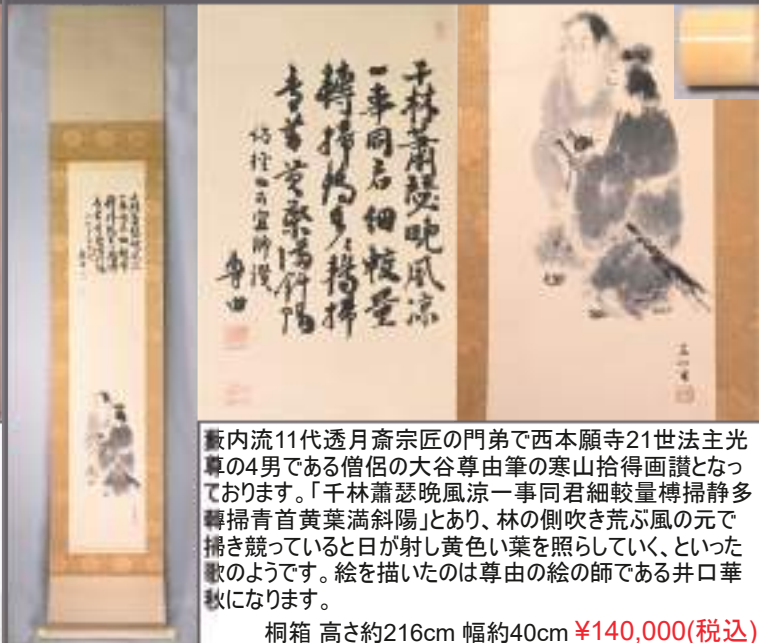 千林蕭瑟晩風凉
一事同君細較量
尊由
藪内流11代透月斎宗匠の門弟で西本願寺21世法主光
尊の4男である僧侶の大谷尊由筆の寒山拾得画讃となっ
ております。「千林蕭瑟晩風涼一事同君細較量榑掃静多
轉掃青首黄葉満斜陽」とあり、林の側吹き荒ぶ風の元で
掃き競っていると日が射し黄色い葉を照らしていく、といった
歌のようです。絵を描いたのは尊由の絵の師である井口華
秋になります。
桐箱 高さ約216cm 幅約40cm ¥140,000(税込)